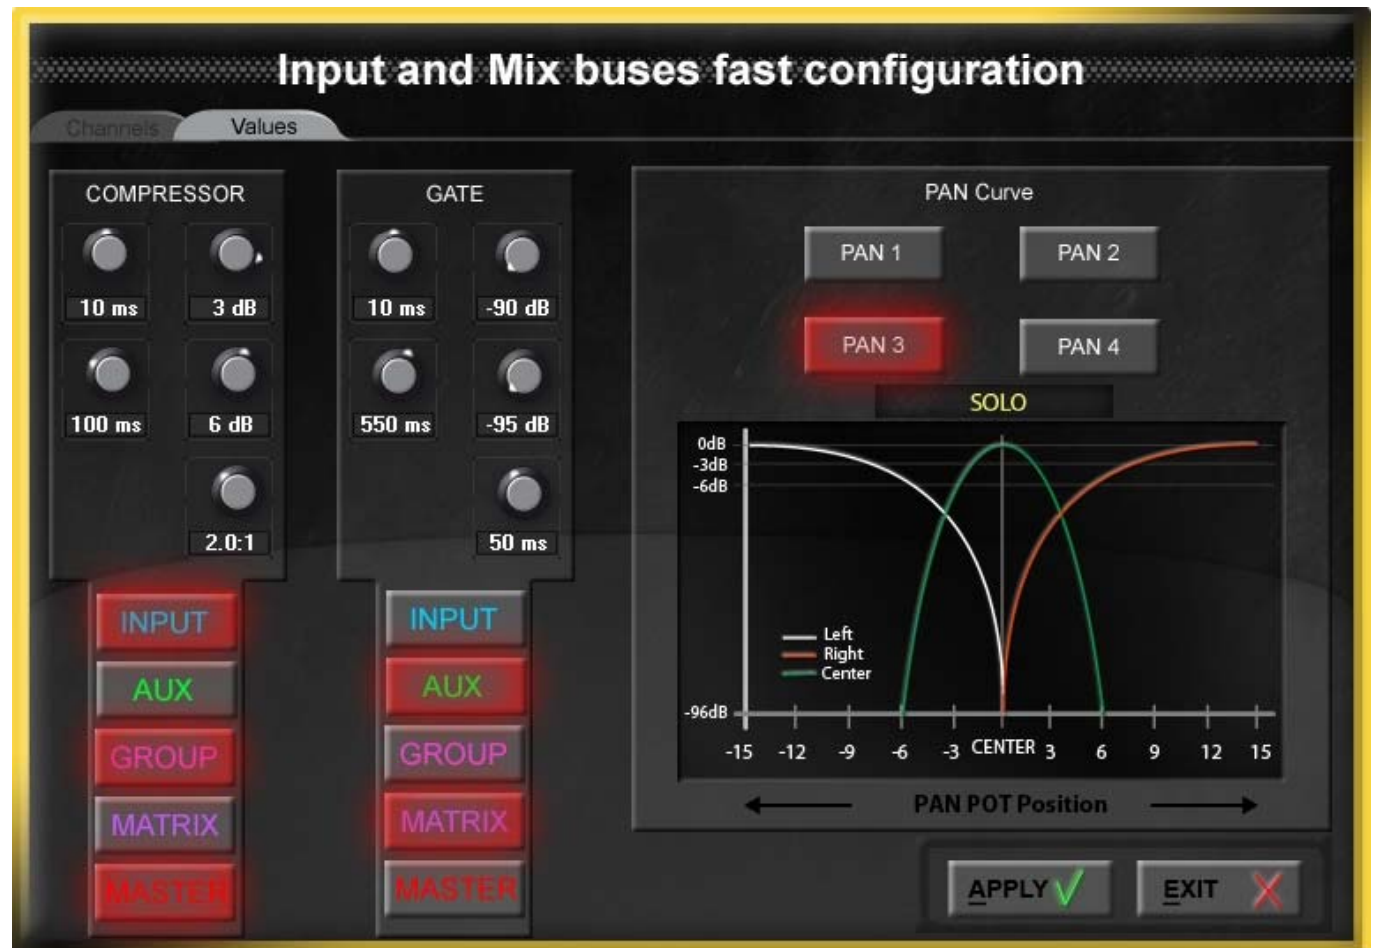 Input and Mix buses fast configuration
Channels Values
COMPRESSOR
10 ms 3 dB
100 ms 6 dB
2.0:1
INPUT
AUX
GROUP
MATRIX
MASTER
GATE
10 ms -90 dB
550 ms -95 dB
50 ms
INPUT
AUX
GROUP
MATRIX
MASTER
PAN Curve
PAN 1 PAN 2
PAN 3 PAN 4
SOLO
0dB
-3dB
-6dB
Left
Right
Center
-96dB
-15 -12 -9 -6 -3 CENTER 3 6 9 12 15
PAN POT Position
APPLY EXIT